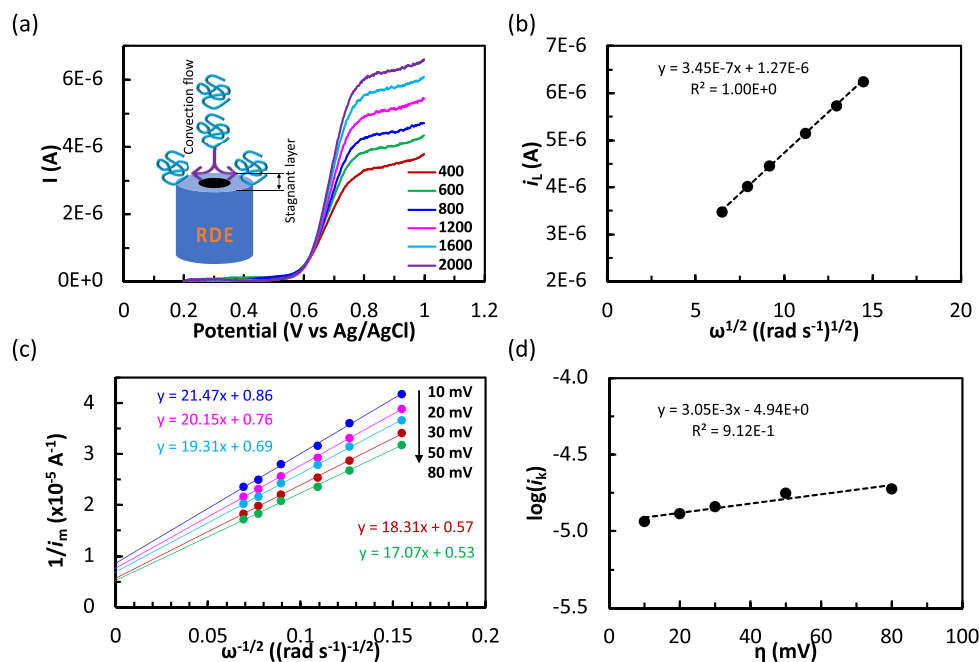 (a)
I (A)
6E-6
4E-6
2E-6
0E+0
Convection flow
Stagnant layer
RDE
400
600
800
1200
1600
2000
0 0.2 0.4 0.6 0.8 1 1.2
Potential (V vs Ag/AgCl)
(b)
y = 3.45E-7x + 1.27E-6
R² = 1.00E+0
iL (A)
7E-6
6E-6
5E-6
4E-6
3E-6
2E-6
0 5 10 15 20
ω^1/2 ((rad s^-1)^1/2)
(c)
y = 21.47x + 0.86
y = 20.15x + 0.76
y = 19.31x + 0.69
10 mV
20 mV
30 mV
50 mV
80 mV
y = 18.31x + 0.57
y = 17.07x + 0.53
1/im (x10^-5 A^-1)
4
3
2
1
0
0 0.05 0.1 0.15 0.2
ω^-1/2 ((rad s^-1)^-1/2)
(d)
y = 3.05E-3x - 4.94E+0
R² = 9.12E-1
log(ik)
-4.0
-4.5
-5.0
-5.5
0 20 40 60 80 100
η (mV)